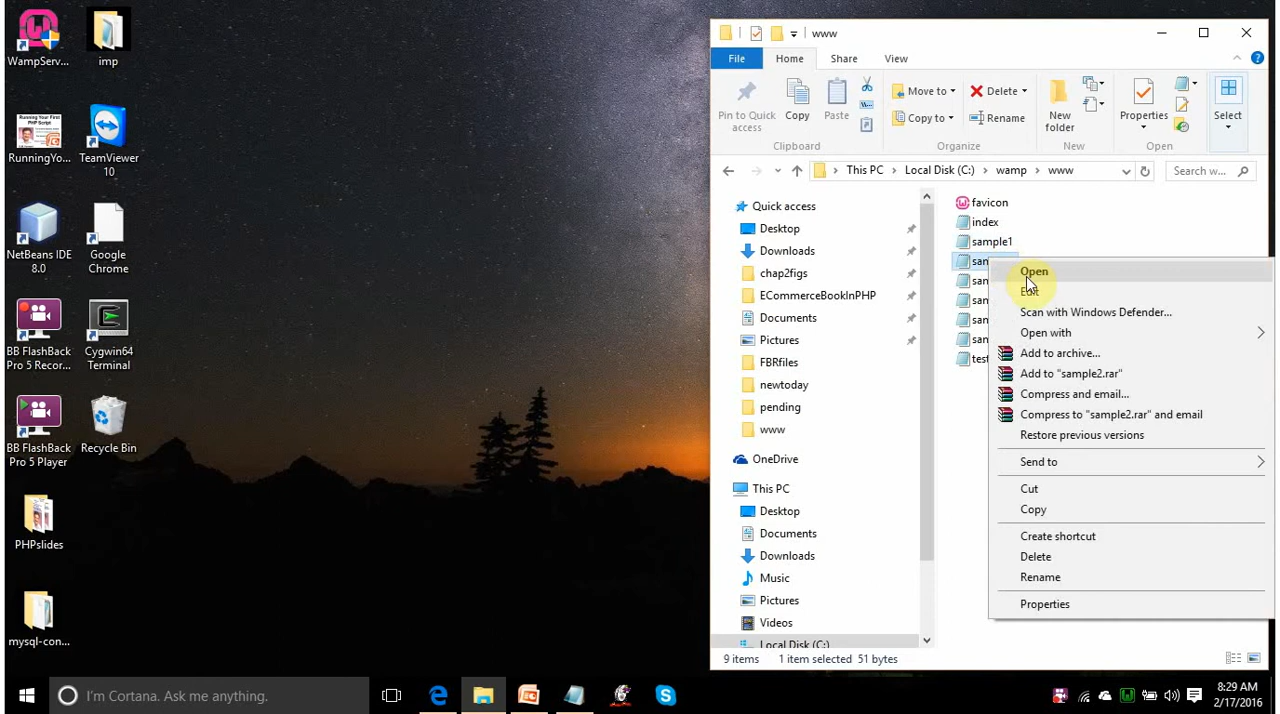 WampServ...
imp
RunningYo...
TeamViewer
10
NetBeans IDE
8.0
Google
Chrome
BB FlashBack
Pro 5 Recor...
Cygwin64
Terminal
BB FlashBack
Pro 5 Player
Recycle Bin
PHPslides
mysql-con...
www
File
Home
Share
View
Pin to Quick
access
Copy
Paste
Clipboard
Move to
Copy to
Delete
Rename
Organize
New
folder
New
Properties
Open
Select
This PC
Local Disk (C:)
wamp
www
Search w...
Quick access
Desktop
Downloads
chap2figs
ECommerceBookInPHP
Documents
Pictures
FBRfiles
newtoday
pending
www
OneDrive
This PC
Desktop
Documents
Downloads
Music
Pictures
Videos
Local Disk (C:)
favicon
index
sample1
sam
sam
sam
sam
sam
test
Open
Edit
Scan with Windows Defender...
Open with
Add to archive...
Add to "sample2.rar"
Compress and email...
Compress to "sample2.rar" and email
Restore previous versions
Send to
Cut
Copy
Create shortcut
Delete
Rename
Properties
9 items 1 item selected 51 bytes
I'm Cortana. Ask me anything.
8:29 AM
2/17/2016